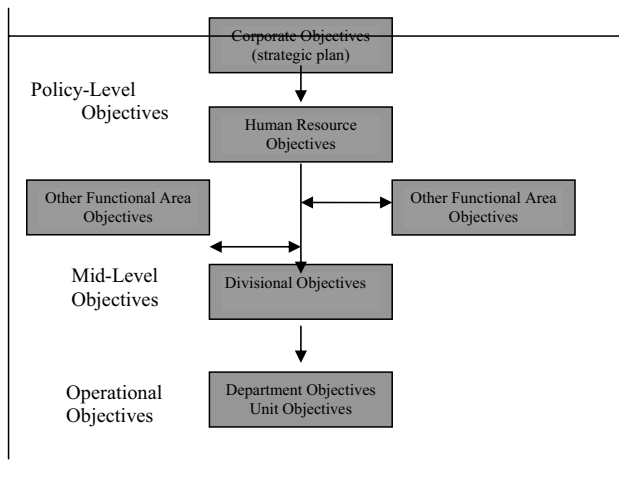 Corporate Objectives
(strategic plan)
Policy-Level
Objectives
Human Resource
Objectives
Other Functional Area
Objectives
Other Functional Area
Objectives
Mid-Level
Objectives
Divisional Objectives
Operational
Objectives
Department Objectives
Unit Objectives